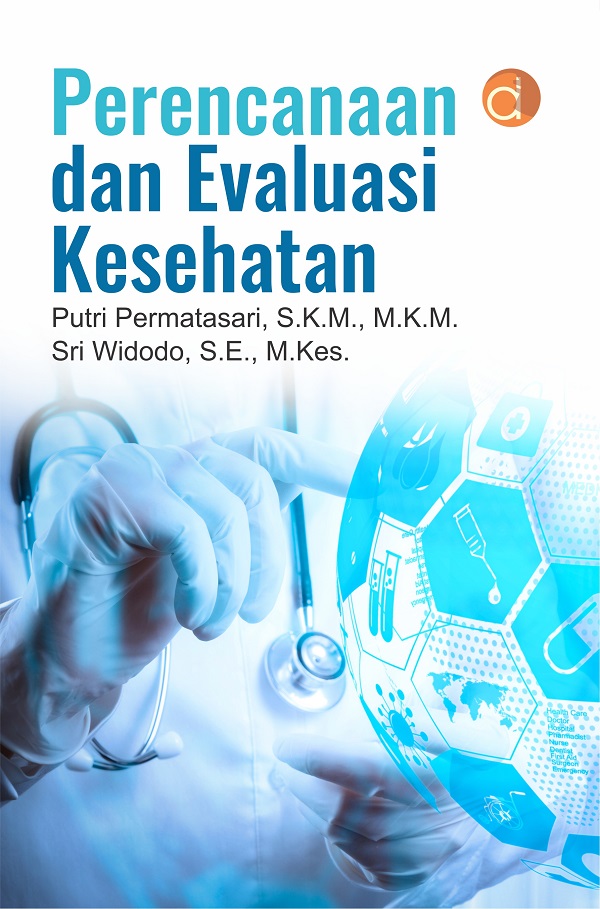 Perencanaan
dan Evaluasi
Kesehatan
Putri Permatasari, S.K.M., M.K.M.
Sri Widodo, S.E., M.Kes.
Health Care
Doctor
Hospital
Pharmacist
Nurse
Dentist
First Aid
Surgeon
Emergency